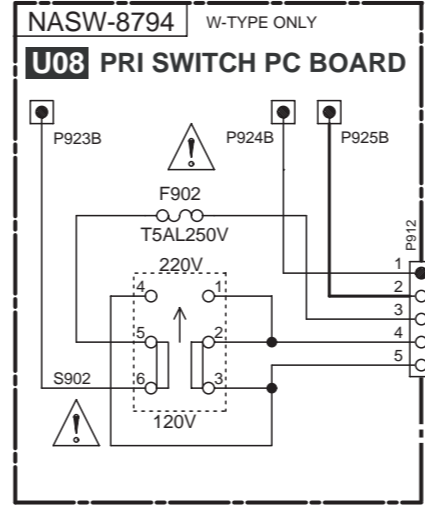 NASW-8794 W-TYPE ONLY
U08 PRI SWITCH PC BOARD
P923B P924B P925B
!
F902
T5AL250V
P912
220V
1
2
3
4
5
4 1
5 2
6 3
S902
120V
!